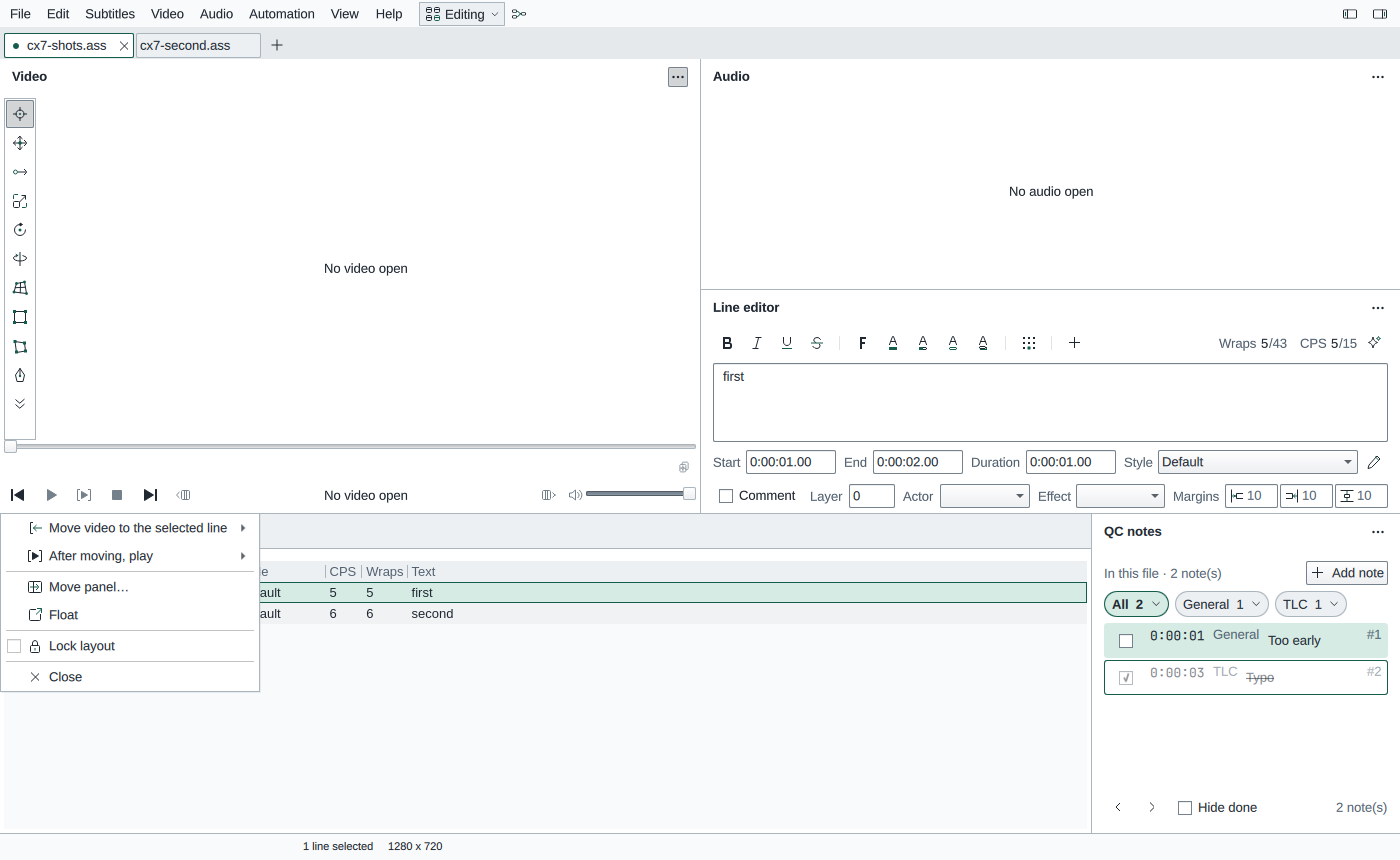 File Edit Subtitles Video Audio Automation View Help Editing
cx7-shots.ass cx7-second.ass
Video
No video open
No video open
Audio
No audio open
Line editor
B I U S F A A A A Wraps 5/43 CPS 5/15
first
Start 0:00:01.00 End 0:00:02.00 Duration 0:00:01.00 Style Default
Comment Layer 0 Actor Effect Margins 10 10 10
Move video to the selected line
After moving, play
Move panel…
Float
Lock layout
Close
e CPS Wraps Text
ault 5 5 first
ault 6 6 second
QC notes
In this file · 2 note(s) Add note
All 2 General 1 TLC 1
0:00:01 General Too early #1
0:00:03 TLC Typo #2
Hide done 2 note(s)
1 line selected 1280 x 720